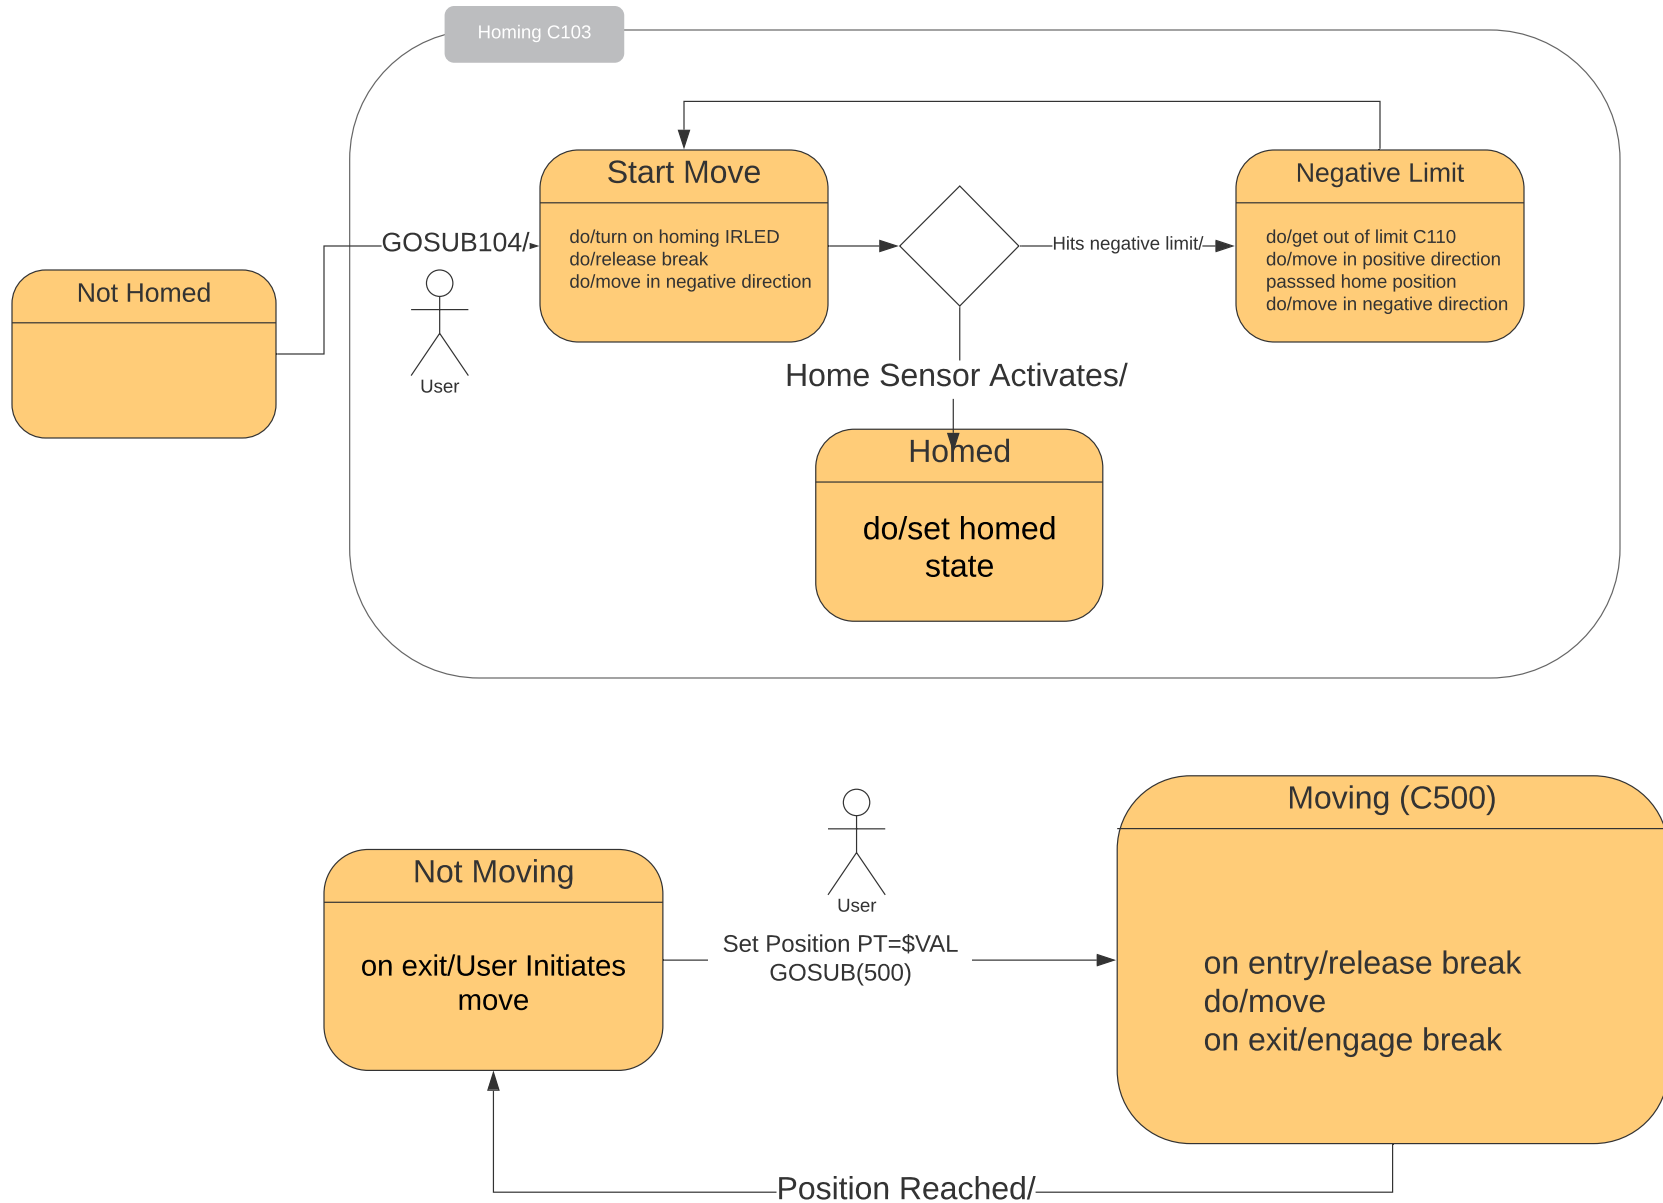 Homing C103
Start Move
do/turn on homing IRLED
do/release break
do/move in negative direction
Negative Limit
do/get out of limit C110
do/move in positive direction
passsed home position
do/move in negative direction
GOSUB104/
Hits negative limit/
Not Homed
User
Home Sensor Activates/
Homed
do/set homed
state
Moving (C500)
on entry/release break
do/move
on exit/engage break
Not Moving
on exit/User Initiates
move
User
Set Position PT=$VAL
GOSUB(500)
Position Reached/